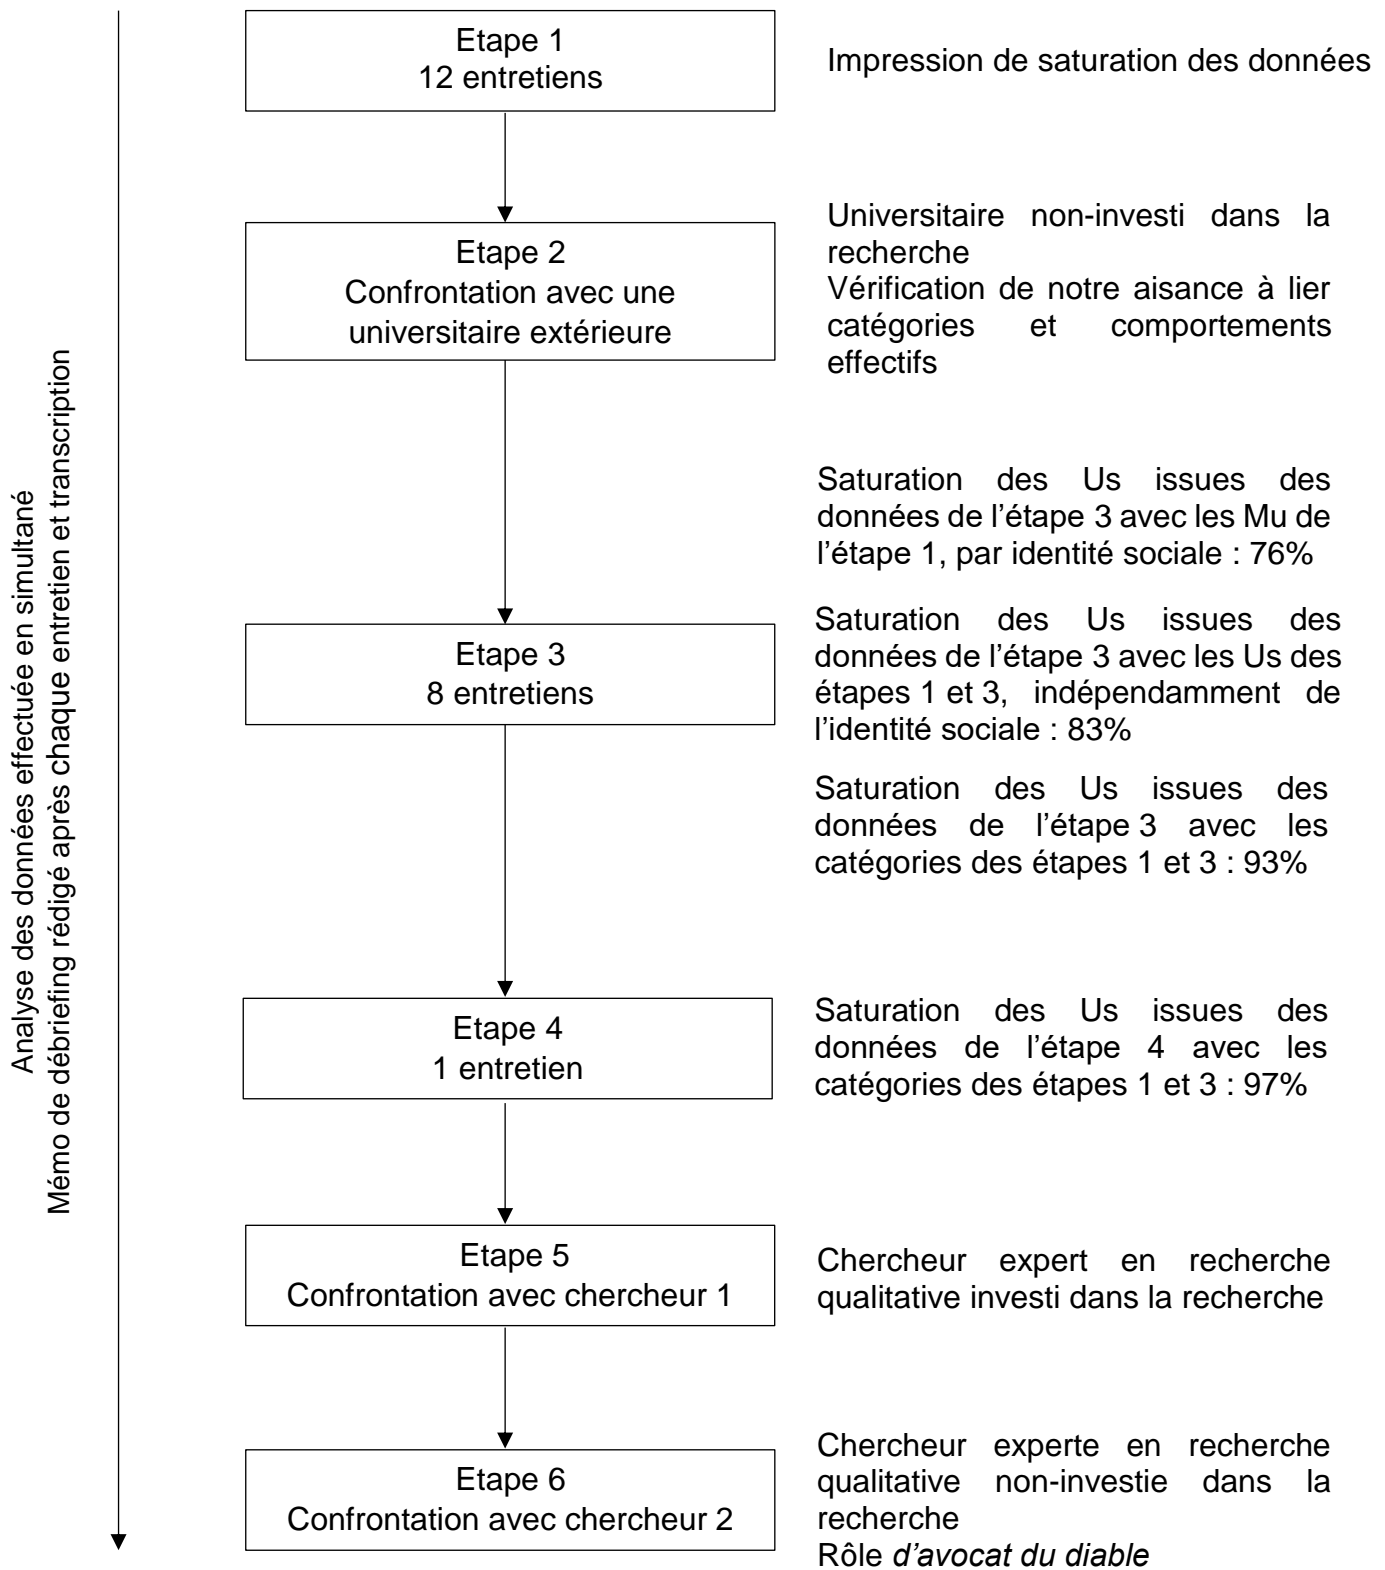 Analyse des données effectuée en simultané
Mémo de débriefing rédigé après chaque entretien et transcription
Etape 1
12 entretiens
Impression de saturation des données
Etape 2
Confrontation avec une
universitaire extérieure
Universitaire non-investi dans la
recherche
Vérification de notre aisance à lier
catégories et comportements
effectifs
Saturation des Us issues des
données de l’étape 3 avec les Mu de
l’étape 1, par identité sociale : 76%
Etape 3
8 entretiens
Saturation des Us issues des
données de l’étape 3 avec les Us des
étapes 1 et 3, indépendamment de
l’identité sociale : 83%
Saturation des Us issues des
données de l’étape 3 avec les
catégories des étapes 1 et 3 : 93%
Etape 4
1 entretien
Saturation des Us issues des
données de l’étape 4 avec les
catégories des étapes 1 et 3 : 97%
Etape 5
Confrontation avec chercheur 1
Chercheur expert en recherche
qualitative investi dans la recherche
Etape 6
Confrontation avec chercheur 2
Chercheur experte en recherche
qualitative non-investie dans la
recherche
Rôle d’avocat du diable